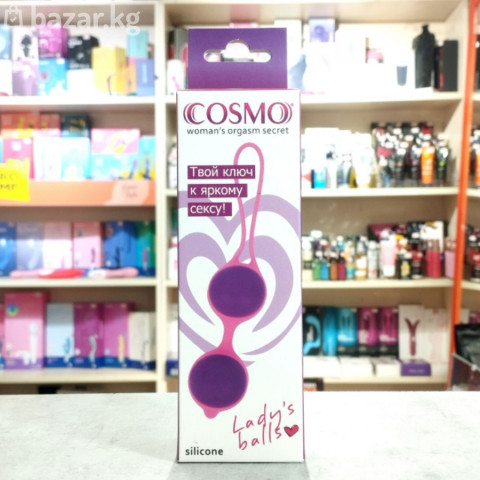 bazar.kg
COSMO
woman's orgasm secret
Твой ключ
к яркому
сексу!
Lady's
balls
silicone